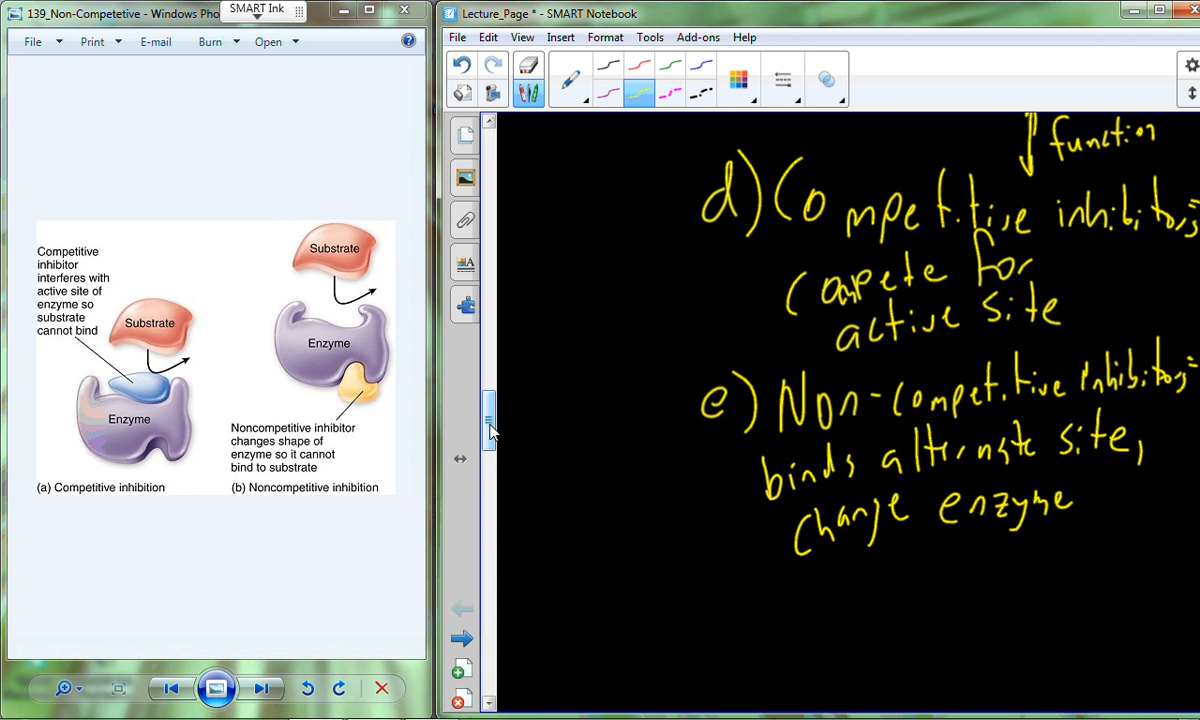 139_Non-Competetive - Windows Pho
SMART Ink
File Print E-mail Burn Open
Competitive
inhibitor
interferes with
active site of
enzyme so
substrate
cannot bind
Substrate
Enzyme
(a) Competitive inhibition
Substrate
Enzyme
Noncompetitive inhibitor
changes shape of
enzyme so it cannot
bind to substrate
(b) Noncompetitive inhibition
Lecture_Page * - SMART Notebook
File Edit View Insert Format Tools Add-ons Help
↓ function
d) Competitive inhibitors=
compete for
active site
e) Non-competitive inhibitors=
binds alternate site,
change enzyme